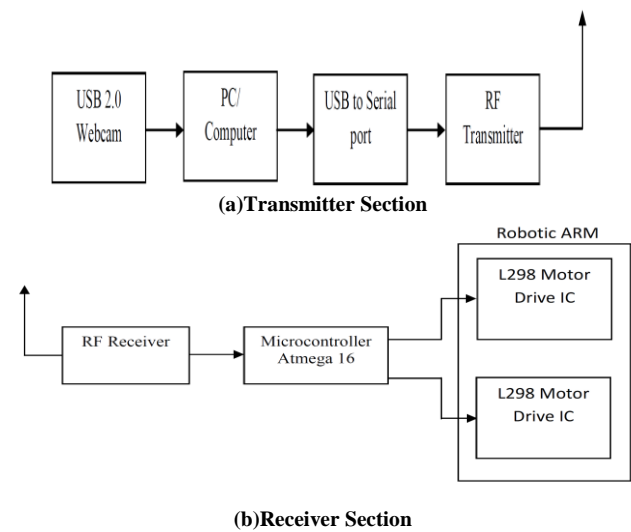 USB 2.0
Webcam
PC/
Computer
USB to Serial
port
RF
Transmitter
(a)Transmitter Section
Robotic ARM
L298 Motor
Drive IC
RF Receiver
Microcontroller
Atmega 16
L298 Motor
Drive IC
(b)Receiver Section